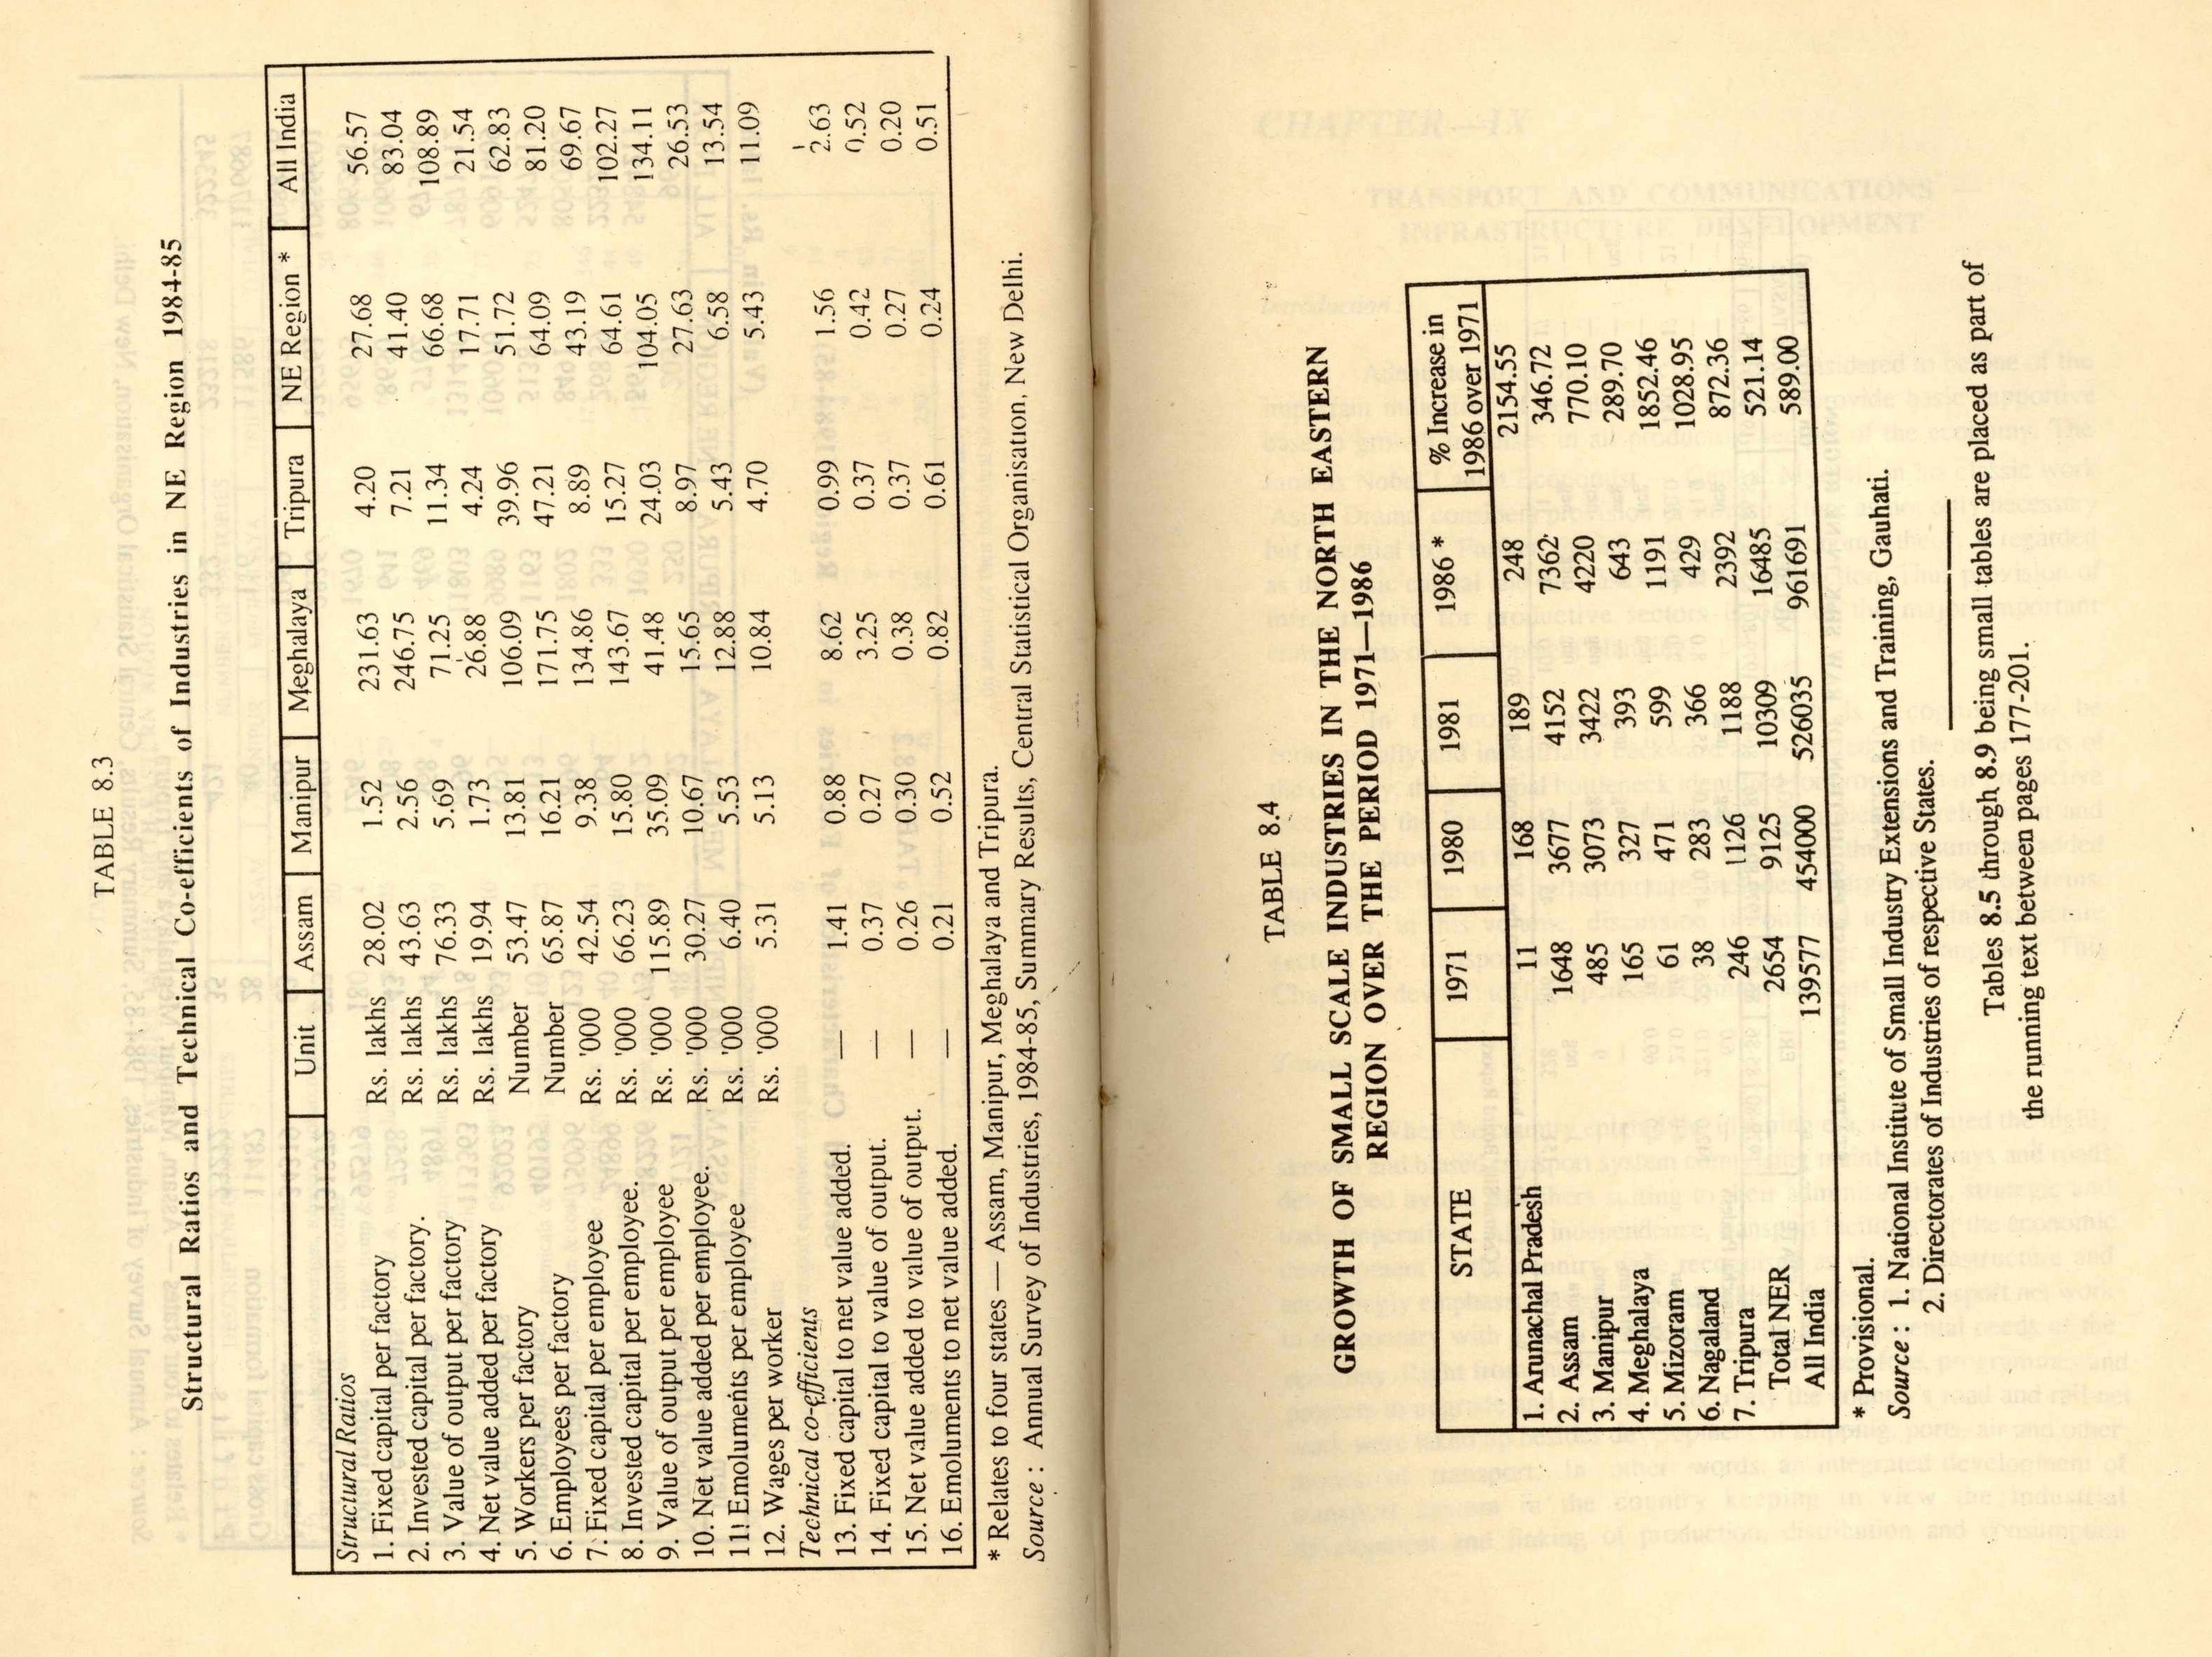 TABLE 8.3
Structural Ratios and Technical Co-efficients of Industries in NE Region 1984-85
Unit Assam Manipur Meghalaya Tripura NE Region * All India
Structural Ratios
1. Fixed capital per factory Rs. lakhs 28.02 1.52 231.63 4.20 27.68 56.57
2. Invested capital per factory. Rs. lakhs 43.63 2.56 246.75 7.21 41.40 83.04
3. Value of output per factory Rs. lakhs 76.33 5.69 71.25 11.34 66.68 108.89
4. Net value added per factory Rs. lakhs 19.94 1.73 26.88 4.24 17.71 21.54
5. Workers per factory Number 53.47 13.81 106.09 39.96 51.72 62.83
6. Employees per factory Number 65.87 16.21 171.75 47.21 64.09 81.20
7. Fixed capital per employee Rs. '000 42.54 9.38 134.86 8.89 43.19 69.67
8. Invested capital per employee. Rs. '000 66.23 15.80 143.67 15.27 64.61 102.27
9. Value of output per employee Rs. '000 115.89 35.09 41.48 24.03 104.05 134.11
10. Net value added per employee. Rs. '000 30.27 10.67 15.65 8.97 27.63 26.53
11! Emoluments per employee Rs. '000 6.40 5.53 12.88 5.43 6.58 13.54
12. Wages per worker Rs. '000 5.31 5.13 10.84 4.70 5.43 11.09
Technical co-efficients
13. Fixed capital to net value added. — 1.41 0.88 8.62 0.99 1.56 2.63
14. Fixed capital to value of output. — 0.37 0.27 3.25 0.37 0.42 0.52
15. Net value added to value of output. — 0.26 0.30 0.38 0.37 0.27 0.20
16. Emoluments to net value added. — 0.21 0.52 0.82 0.61 0.24 0.51
* Relates to four states — Assam, Manipur, Meghalaya and Tripura.
Source : Annual Survey of Industries, 1984-85, Summary Results, Central Statistical Organisation, New Delhi.
TABLE 8.4
GROWTH OF SMALL SCALE INDUSTRIES IN THE NORTH EASTERN
REGION OVER THE PERIOD 1971—1986
STATE 1971 1980 1981 1986 * % Increase in
1986 over 1971
1. Arunachal Pradesh 11 168 189 248 2154.55
2. Assam 1648 3677 4152 7362 346.72
3. Manipur 485 3073 3422 4220 770.10
4. Meghalaya 165 327 393 643 289.70
5. Mizoram 61 471 599 1191 1852.46
6. Nagaland 38 283 366 429 1028.95
7. Tripura 246 1126 1188 2392 872.36
Total NER 2654 9125 10309 16485 521.14
All India 139577 454000 526035 961691 589.00
* Provisional.
Source : 1. National Institute of Small Industry Extensions and Training, Gauhati.
2. Directorates of Industries of respective States.
Tables 8.5 through 8.9 being small tables are placed as part of
the running text between pages 177-201.